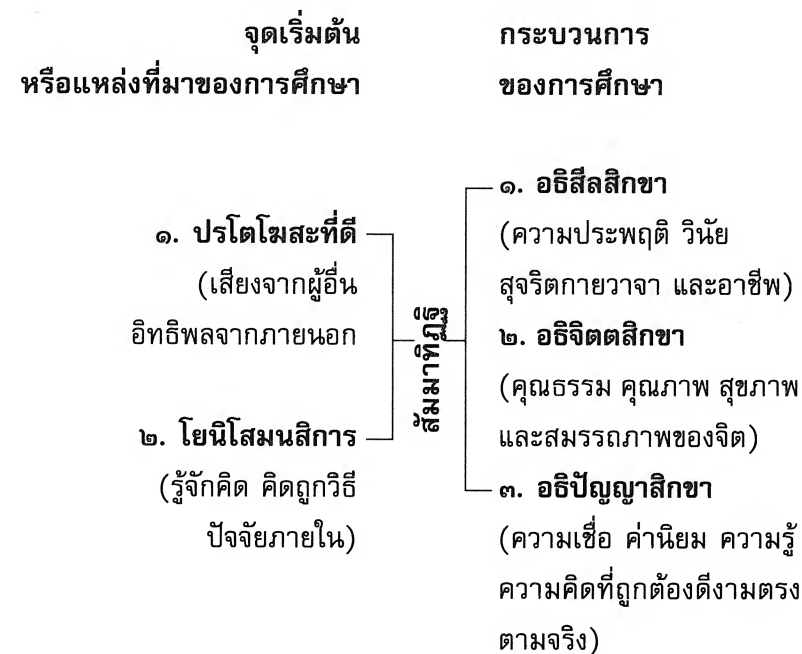 จุดเริ่มต้น
หรือแหล่งที่มาของการศึกษา
๑. ปรโตโฆสะที่ดี
(เสียงจากผู้อื่น
อิทธิพลจากภายนอก
๒. โยนิโสมนสิการ
(รู้จักคิด คิดถูกวิธี
ปัจจัยภายใน)
สัมมาทิฏฐิ
กระบวนการ
ของการศึกษา
๑. อธิสีลสิกขา
(ความประพฤติ วินัย
สุจริตกายวาจา และอาชีพ)
๒. อธิจิตตสิกขา
(คุณธรรม คุณภาพ สุขภาพ
และสมรรถภาพของจิต)
๓. อธิปัญญาสิกขา
(ความเชื่อ ค่านิยม ความรู้
ความคิดที่ถูกต้องดีงามตรง
ตามจริง)